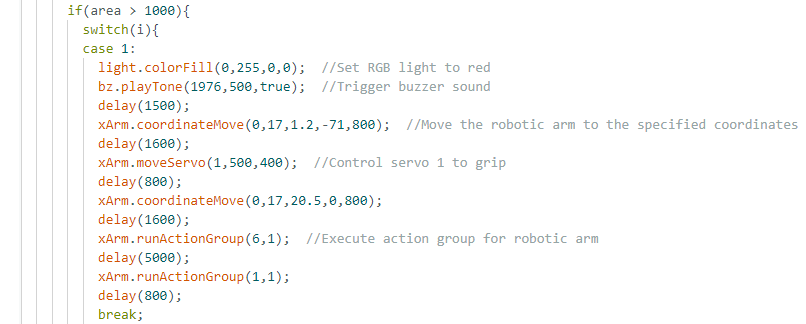 if(area > 1000){
switch(i){
case 1:
light.colorFill(0,255,0,0);  //Set RGB light to red
bz.playTone(1976,500,true);  //Trigger buzzer sound
delay(1500);
xArm.coordinateMove(0,17,1.2,-71,800);  //Move the robotic arm to the specified coordinates
delay(1600);
xArm.moveServo(1,500,400);  //Control servo 1 to grip
delay(800);
xArm.coordinateMove(0,17,20.5,0,800);
delay(1600);
xArm.runActionGroup(6,1);  //Execute action group for robotic arm
delay(5000);
xArm.runActionGroup(1,1);
delay(800);
break;